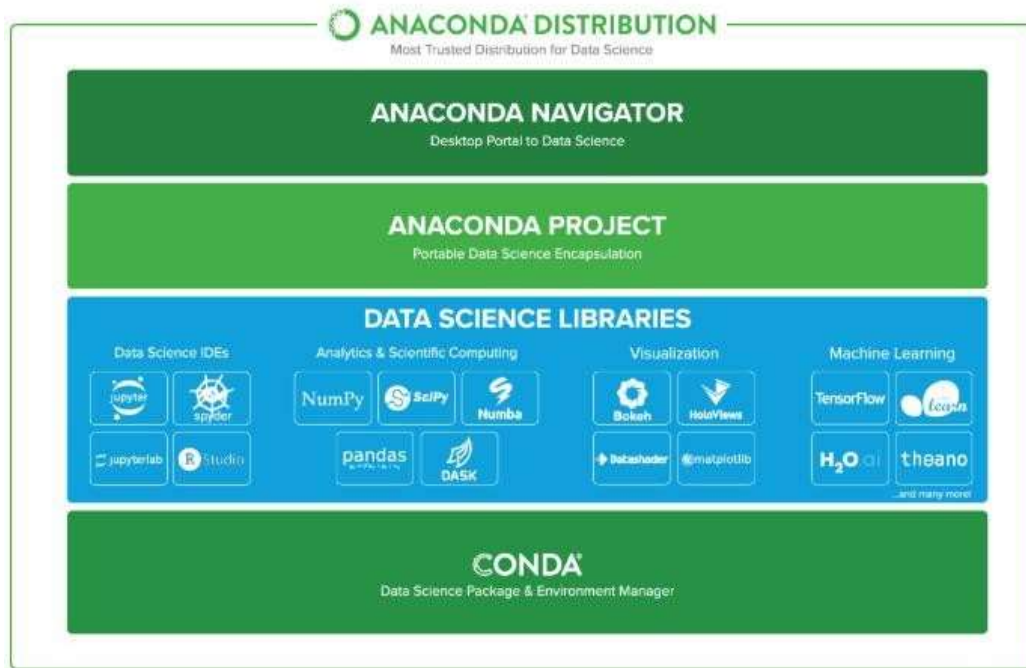 ANACONDA DISTRIBUTION
Most Trusted Distribution for Data Science
ANACONDA NAVIGATOR
Desktop Portal to Data Science
ANACONDA PROJECT
Portable Data Science Encapsulation
DATA SCIENCE LIBRARIES
Data Science IDEs
jupyter
spyder
jupyterlab
R Studio
Analytics & Scientific Computing
NumPy
SciPy
Numba
pandas
DASK
Visualization
Bokeh
HoloViews
Datashader
matplotlib
Machine Learning
TensorFlow
learn
H₂O.ai
theano
...and many more!
CONDA
Data Science Package & Environment Manager